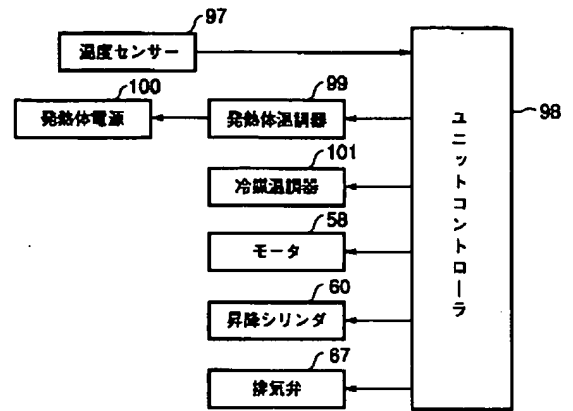 97
温度センサー
100
発熱体電源
99
発熱体温調器
101
冷媒温調器
58
モータ
60
昇降シリンダ
67
排気弁
ユニットコントローラ
98